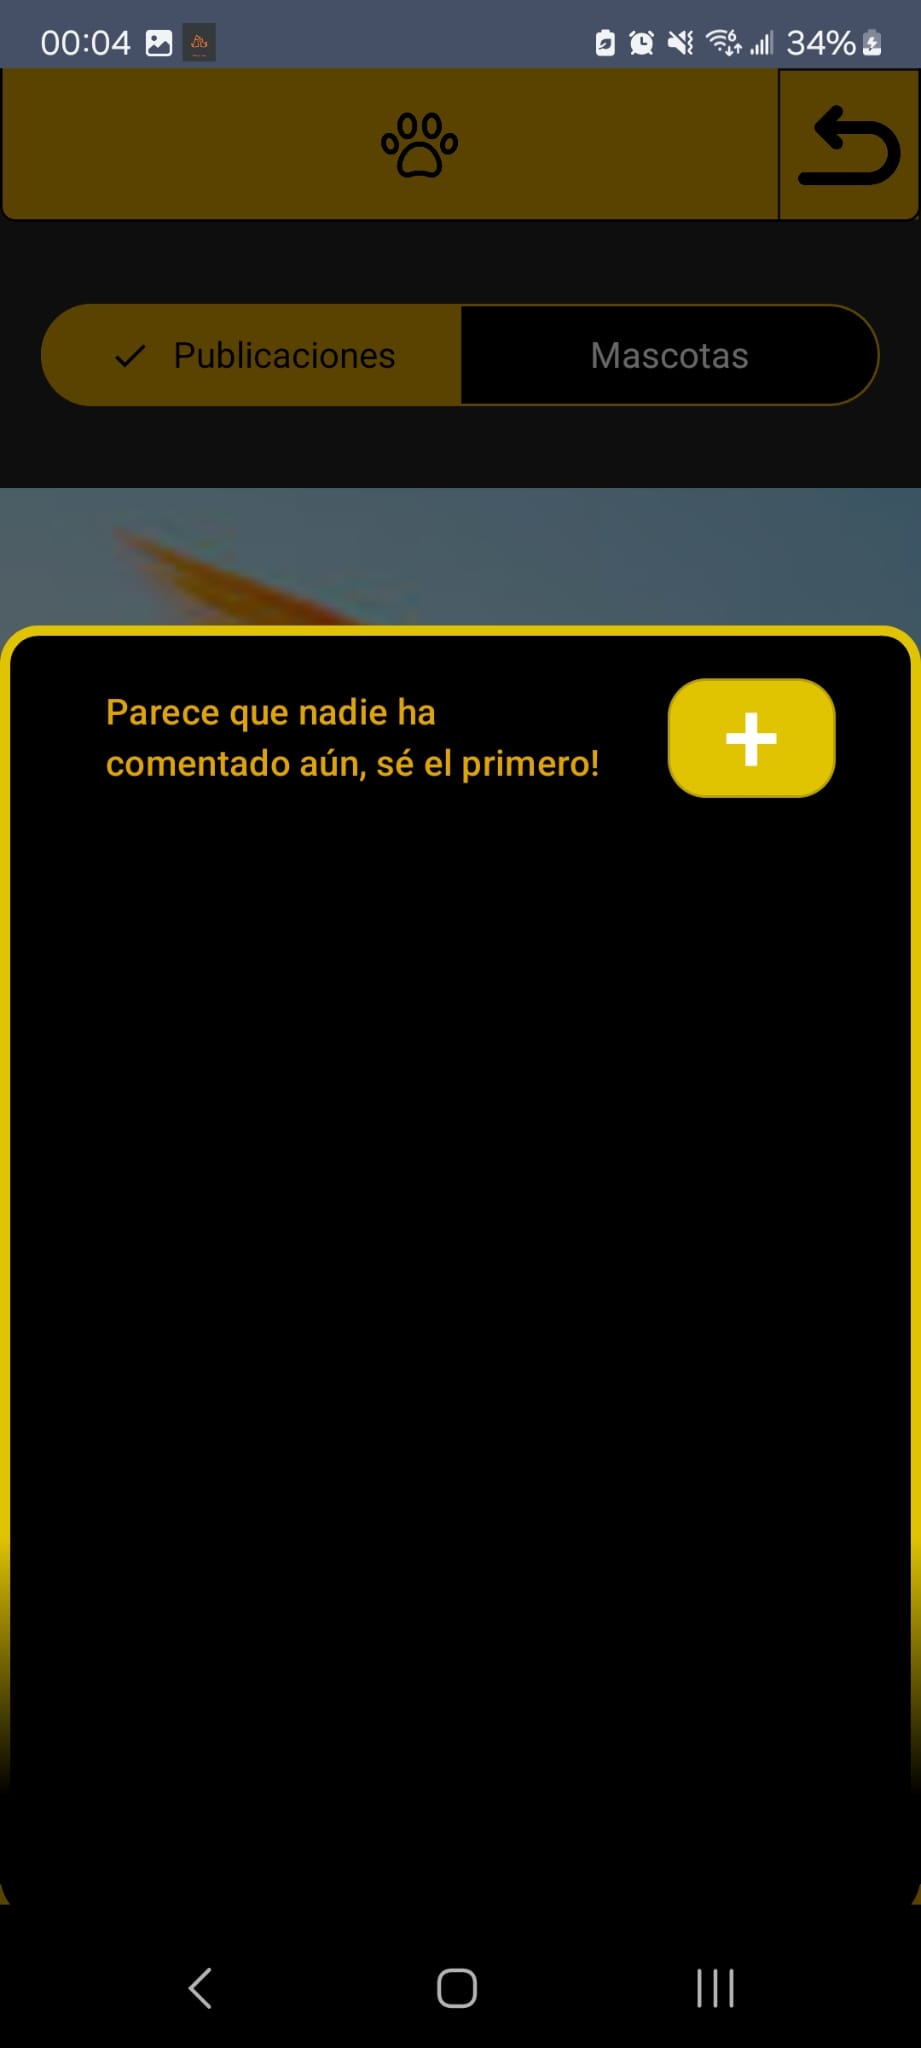 00:04 34%
Publicaciones Mascotas
Parece que nadie ha
comentado aún, sé el primero!